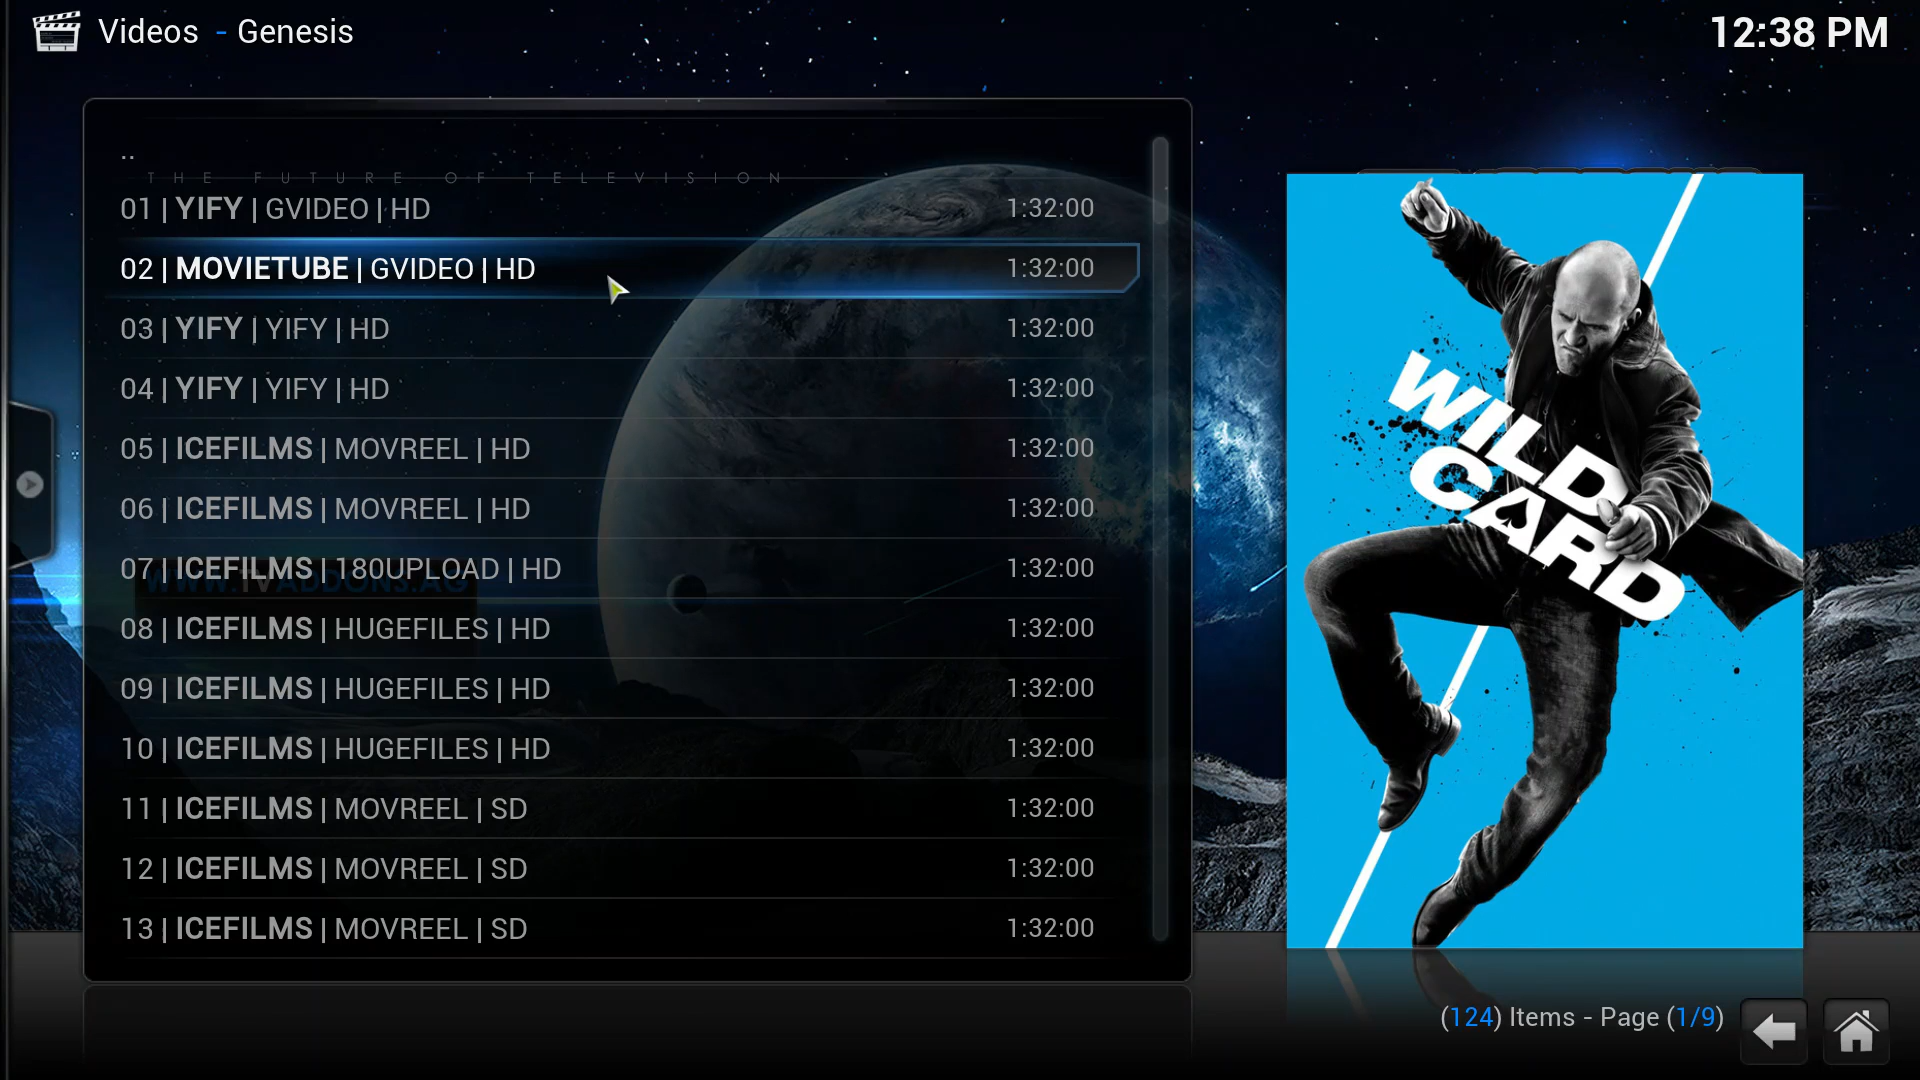 Videos - Genesis
12:38 PM
..
THE FUTURE OF TELEVISION
01 | YIFY | GVIDEO | HD 1:32:00
02 | MOVIETUBE | GVIDEO | HD 1:32:00
03 | YIFY | YIFY | HD 1:32:00
04 | YIFY | YIFY | HD 1:32:00
05 | ICEFILMS | MOVREEL | HD 1:32:00
06 | ICEFILMS | MOVREEL | HD 1:32:00
07 | ICEFILMS | 180UPLOAD | HD 1:32:00
WWW.TVADDONS.AG
08 | ICEFILMS | HUGEFILES | HD 1:32:00
09 | ICEFILMS | HUGEFILES | HD 1:32:00
10 | ICEFILMS | HUGEFILES | HD 1:32:00
11 | ICEFILMS | MOVREEL | SD 1:32:00
12 | ICEFILMS | MOVREEL | SD 1:32:00
13 | ICEFILMS | MOVREEL | SD 1:32:00
WILD
CARD
(124) Items - Page (1/9)